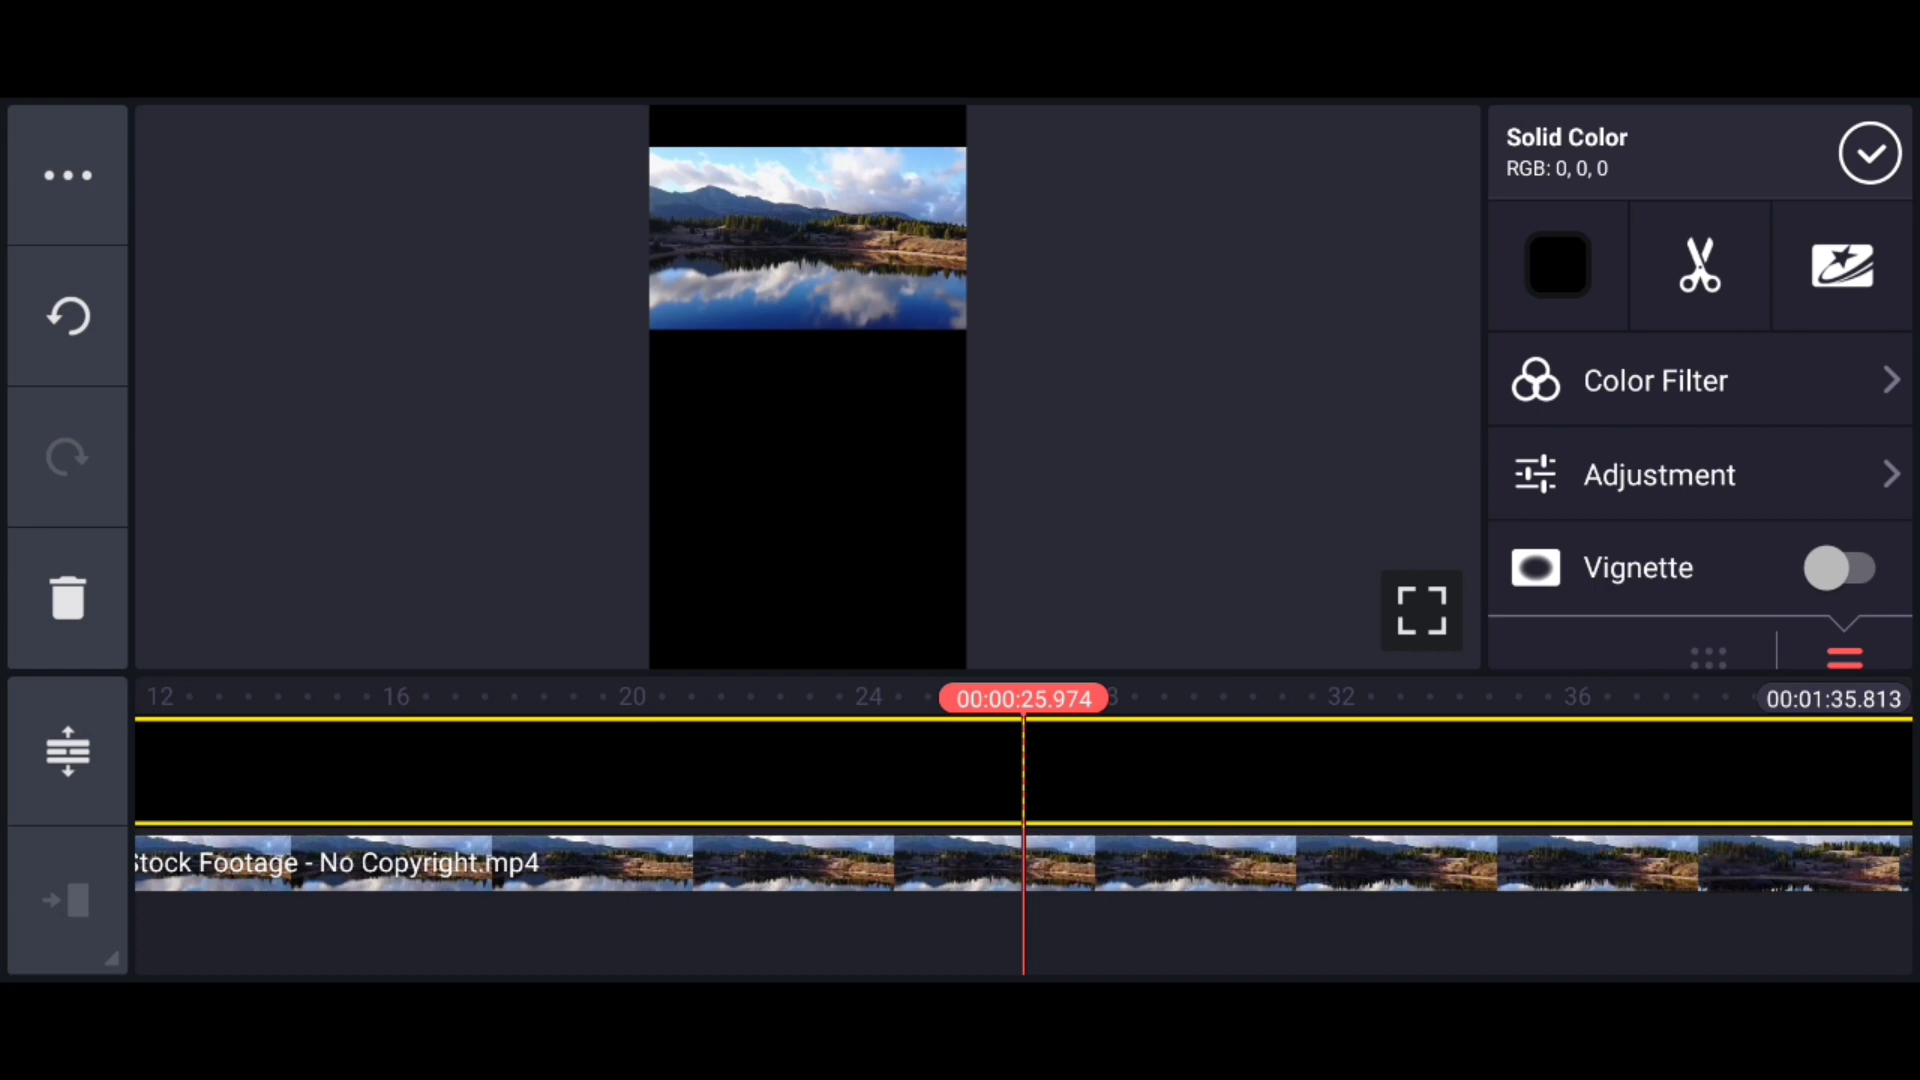 Solid Color
RGB: 0, 0, 0
Color Filter
Adjustment
Vignette
12 16 20 24 00:00:25.974 32 36 00:01:35.813
Stock Footage - No Copyright.mp4